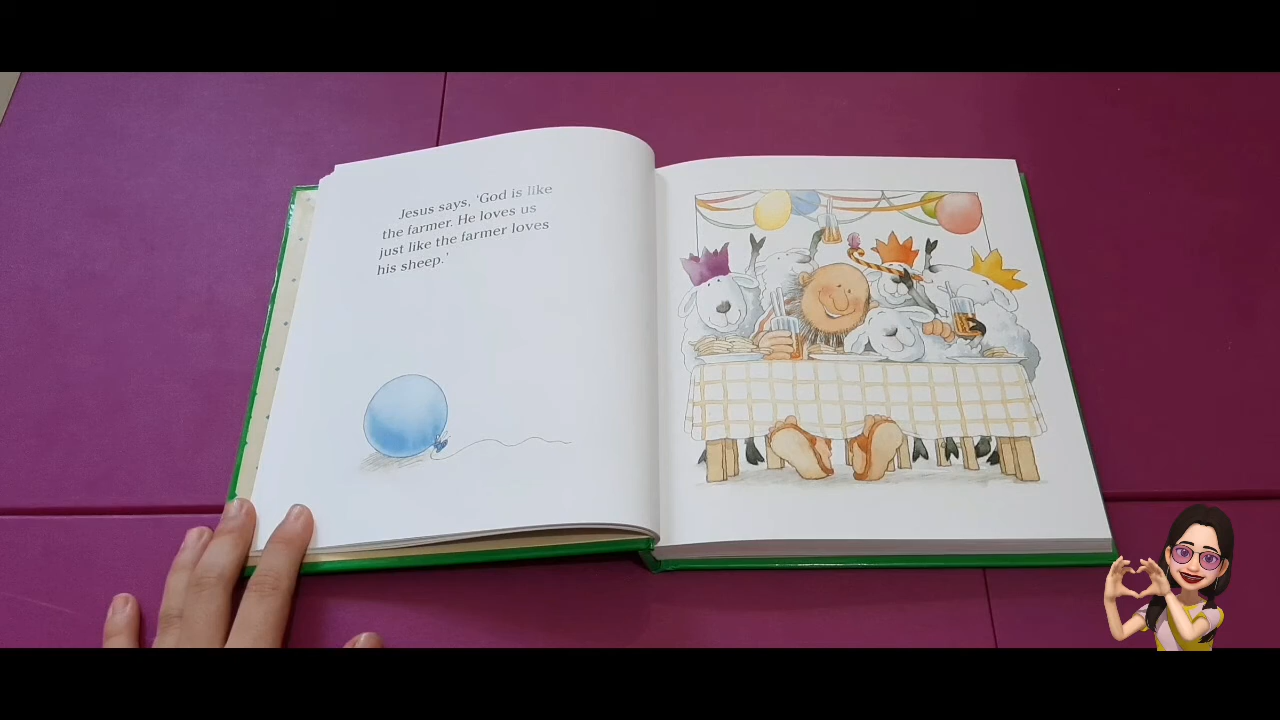 Jesus says, 'God is like
the farmer. He loves us
just like the farmer loves
his sheep.'